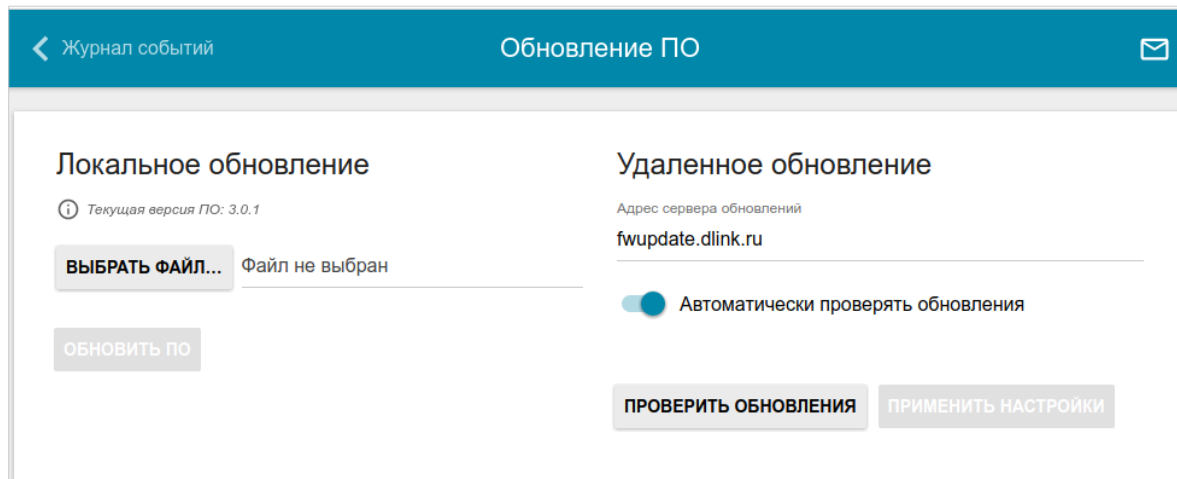 Журнал событий
Обновление ПО
Локальное обновление
Текущая версия ПО: 3.0.1
ВЫБРАТЬ ФАЙЛ...
Файл не выбран
ОБНОВИТЬ ПО
Удаленное обновление
Адрес сервера обновлений
fwupdate.dlink.ru
Автоматически проверять обновления
ПРОВЕРИТЬ ОБНОВЛЕНИЯ
ПРИМЕНИТЬ НАСТРОЙКИ